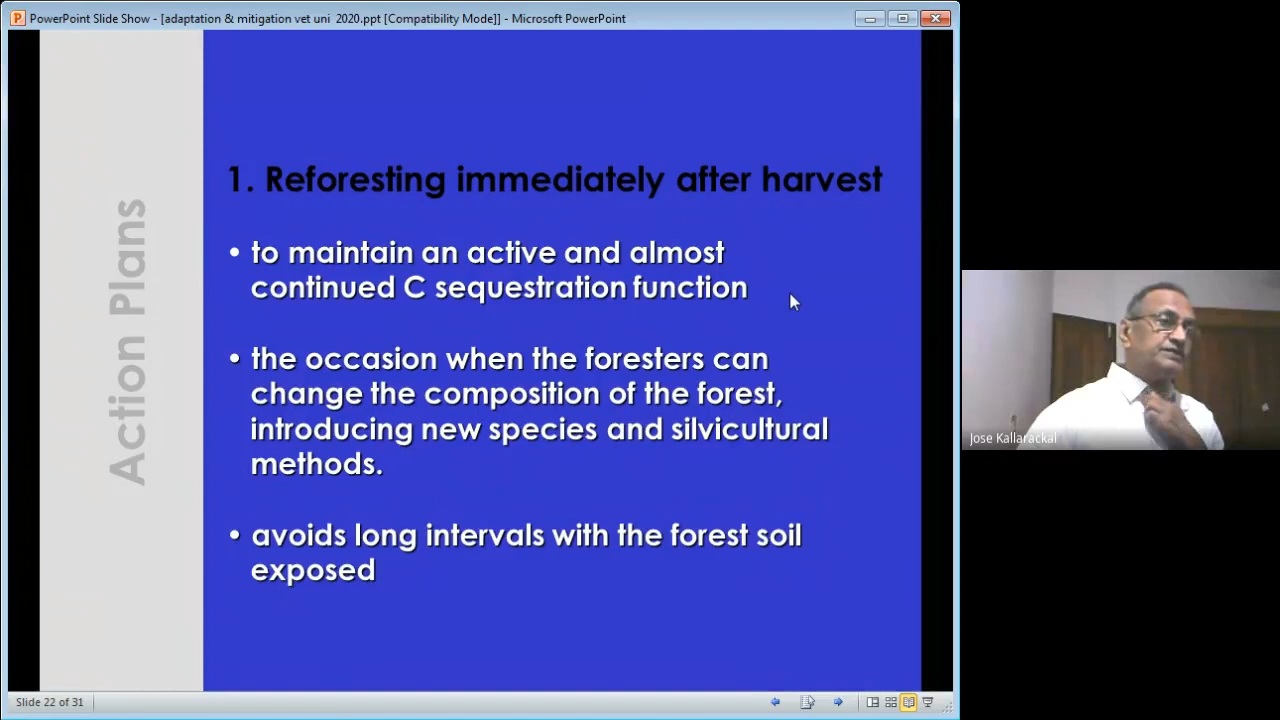 PowerPoint Slide Show - [adaptation & mitigation vet uni 2020.ppt [Compatibility Mode]] - Microsoft PowerPoint
Action Plans
1. Reforesting immediately after harvest
• to maintain an active and almost
continued C sequestration function
• the occasion when the foresters can
change the composition of the forest,
introducing new species and silvicultural
methods.
• avoids long intervals with the forest soil
exposed
Jose Kallarackal
Slide 22 of 31